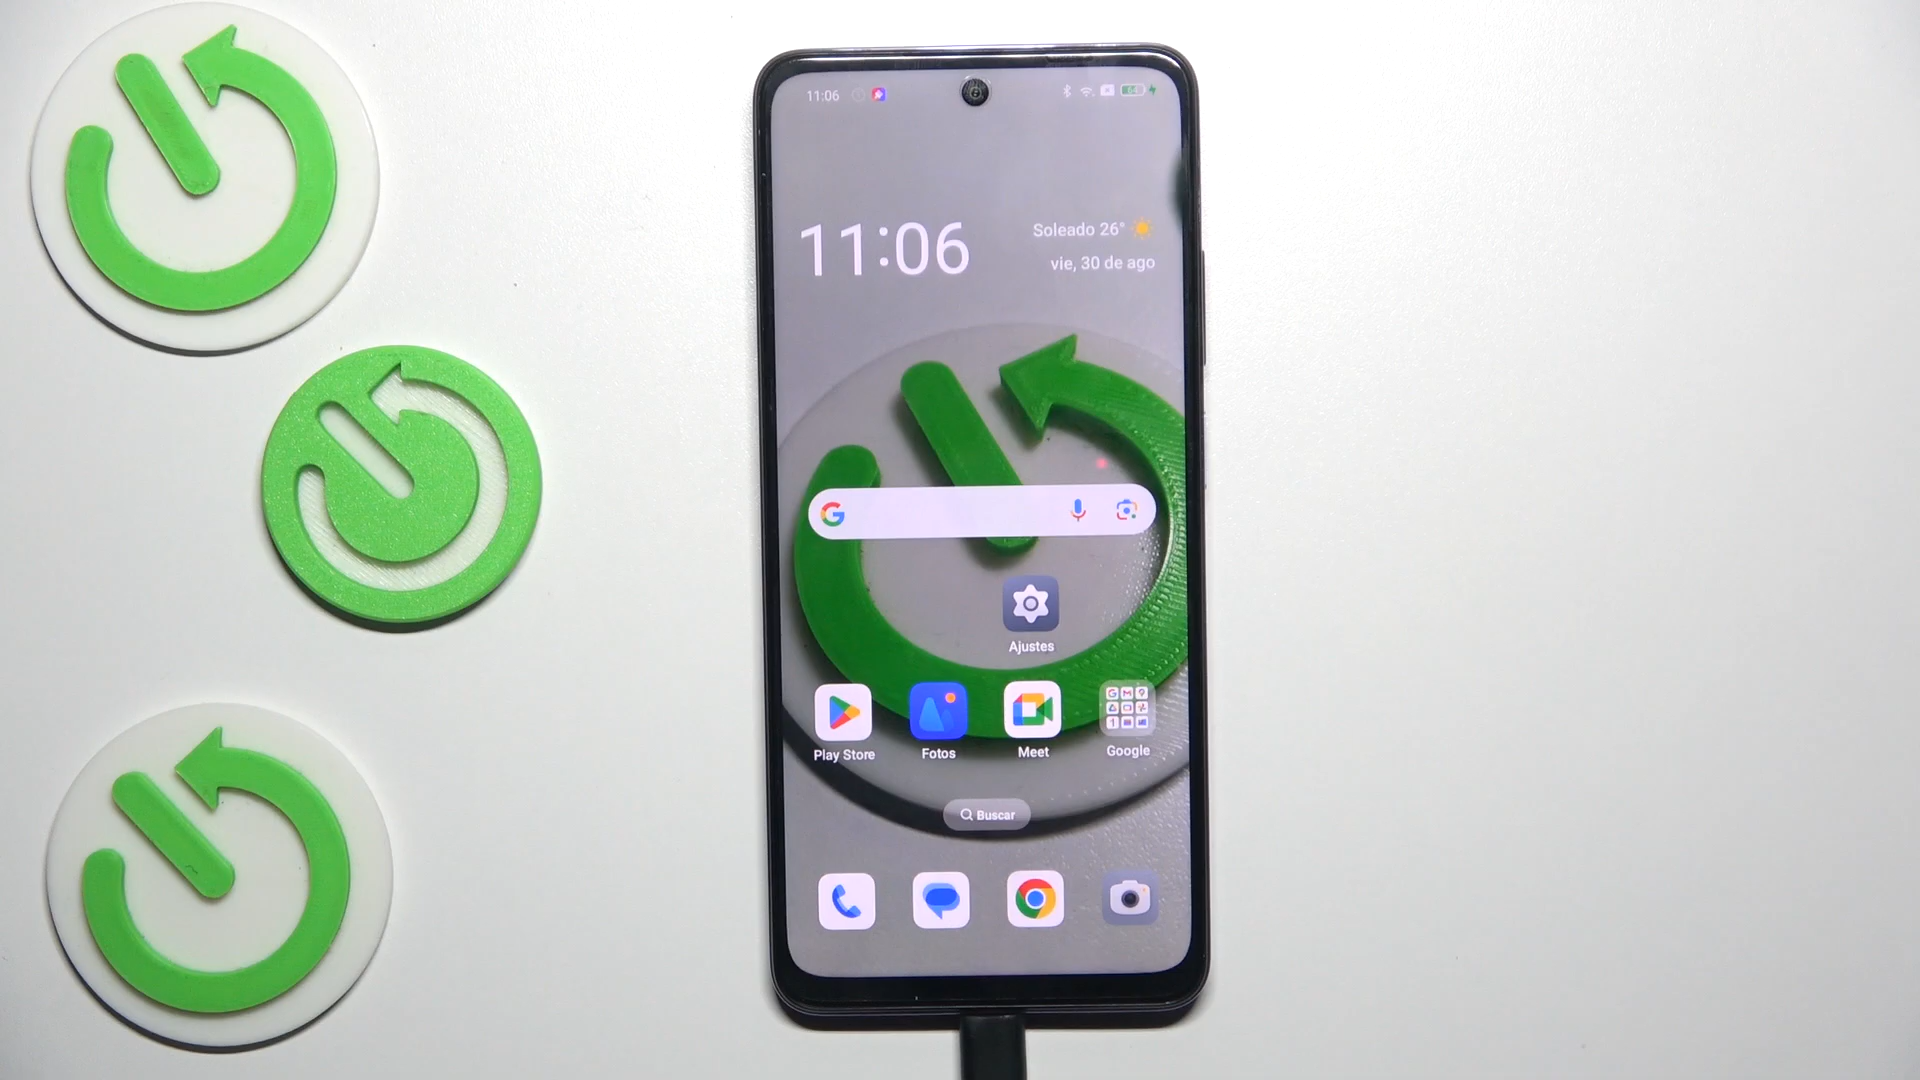 11:06
11:06
Soleado 26°
vie, 30 de ago
Ajustes
Play Store
Fotos
Meet
Google
Buscar